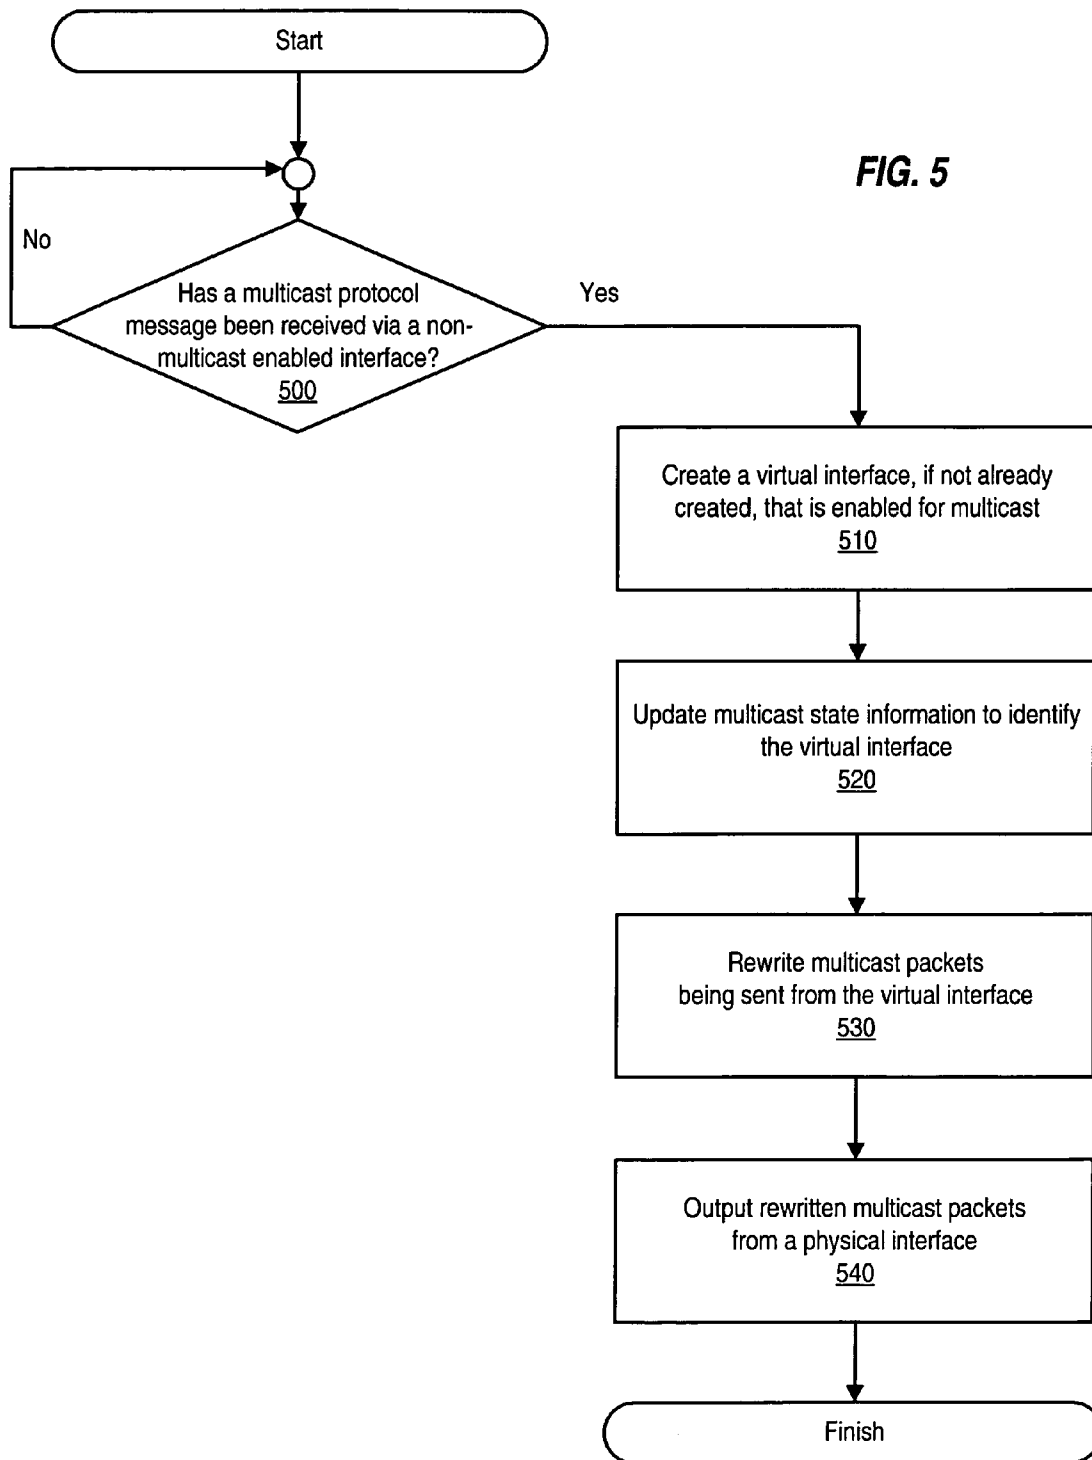 Start
FIG. 5
No
Has a multicast protocol
message been received via a non-
multicast enabled interface?
500
Yes
Create a virtual interface, if not already
created, that is enabled for multicast
510
Update multicast state information to identify
the virtual interface
520
Rewrite multicast packets
being sent from the virtual interface
530
Output rewritten multicast packets
from a physical interface
540
Finish